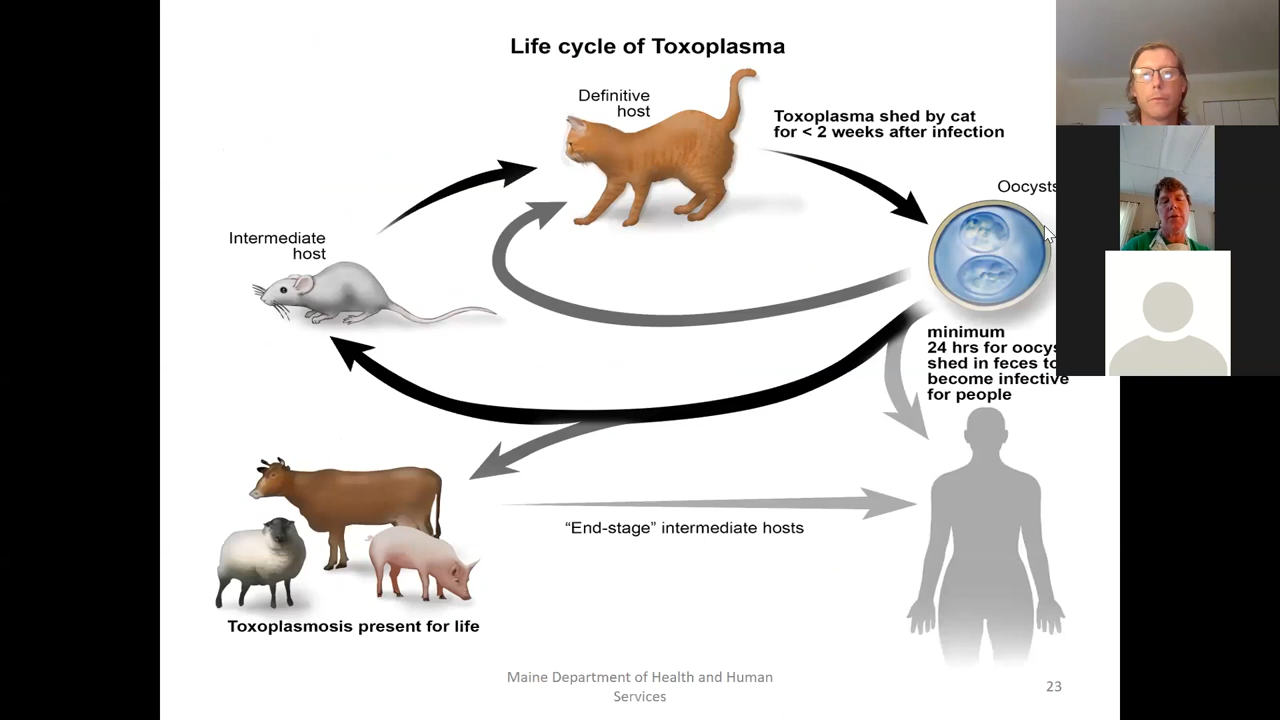 Life cycle of Toxoplasma
Definitive
host
Toxoplasma shed by cat
for < 2 weeks after infection
Oocysts
Intermediate
host
minimum
24 hrs for oocys
shed in feces to
become infective
for people
"End-stage" intermediate hosts
Toxoplasmosis present for life
Maine Department of Health and Human
Services
23